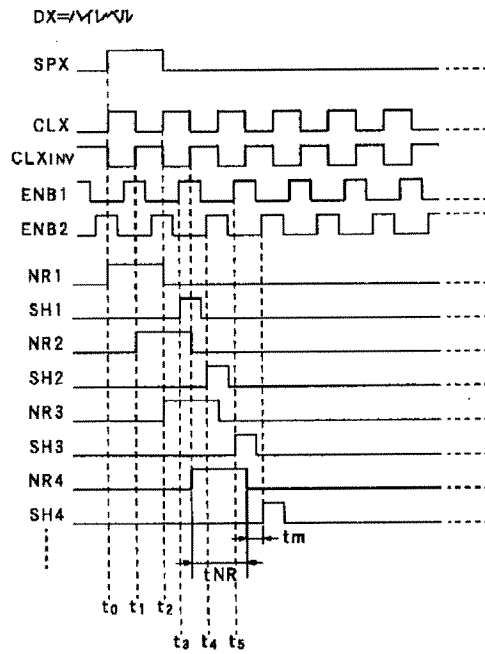 DX=ハイレベル
SPX
CLX
CLXINV
ENB1
ENB2
NR1
SH1
NR2
SH2
NR3
SH3
NR4
SH4
tm
tNR
t0 t1 t2
t3 t4 t5